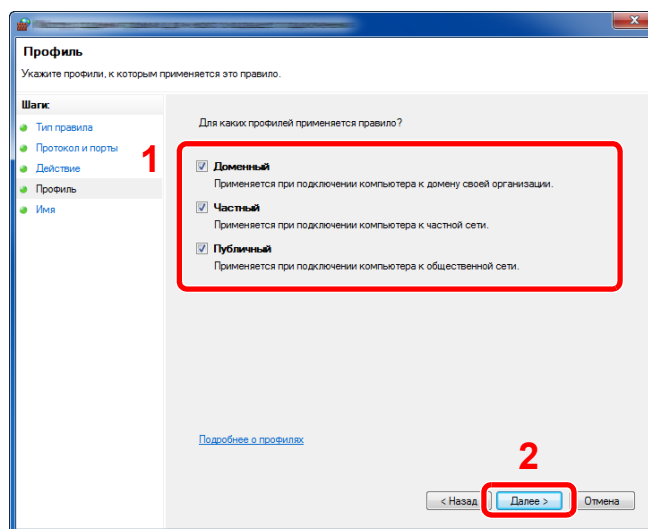 Профиль
Укажите профили, к которым применяется это правило.
Шаги:
Тип правила
Протокол и порты
Действие
Профиль
Имя
Для каких профилей применяется правило?
1
Доменный
Применяется при подключении компьютера к домену своей организации.
Частный
Применяется при подключении компьютера к частной сети.
Публичный
Применяется при подключении компьютера к общественной сети.
Подробнее о профилях
2
< Назад
Далее >
Отмена